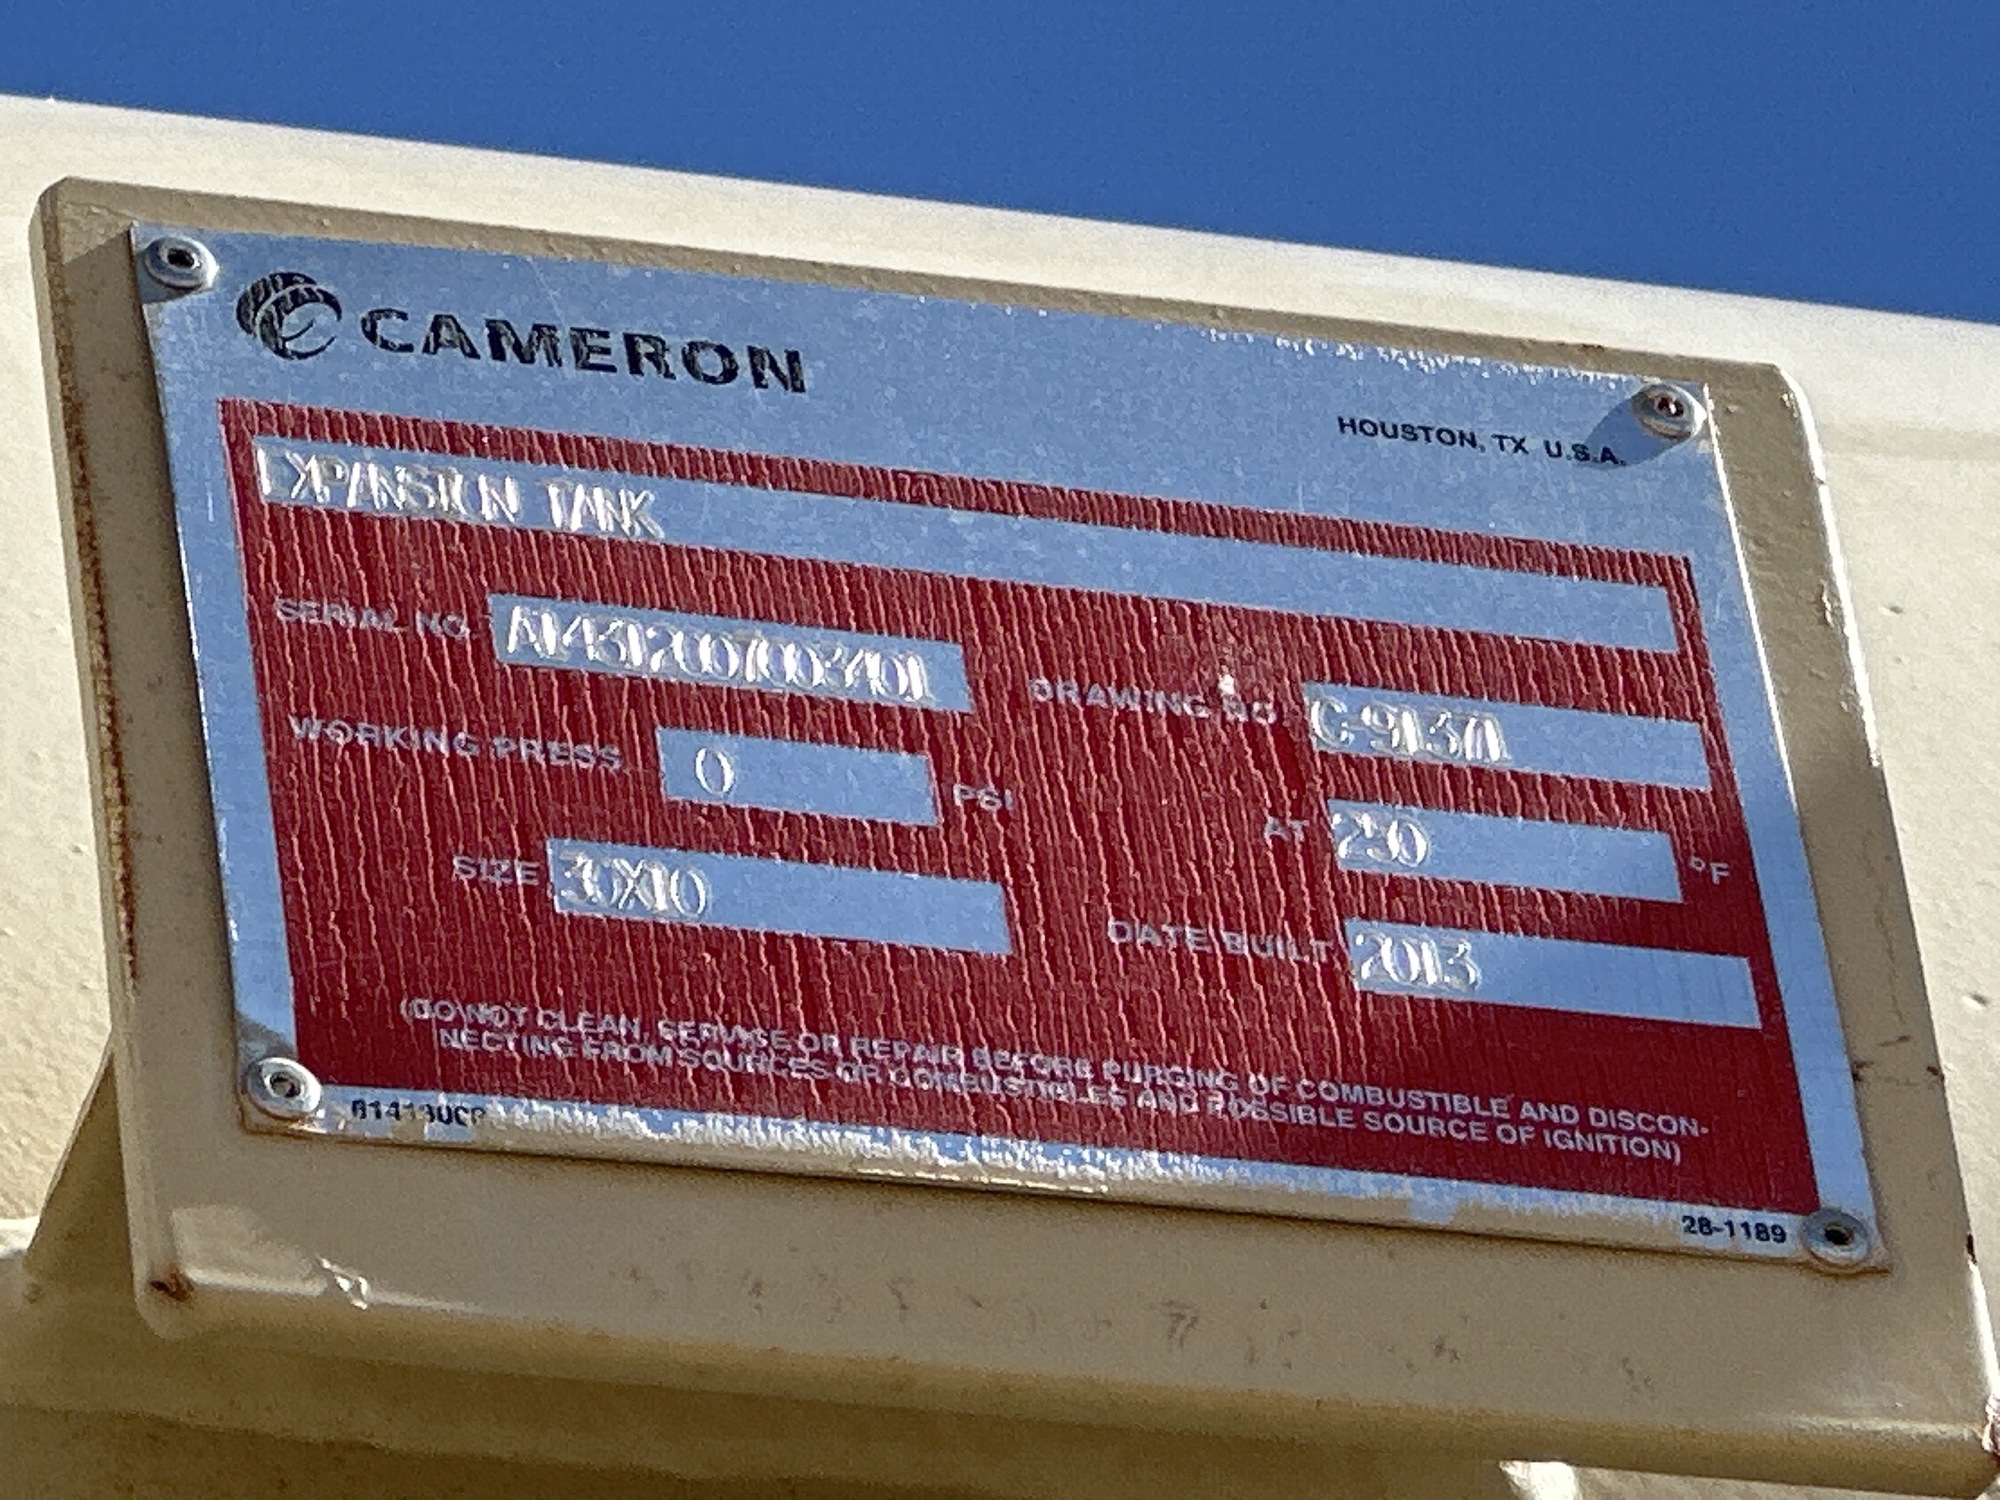 CAMERON
HOUSTON, TX U.S.A.
EXPANSION TANK
SERIAL NO.
DRAWING NO. C-91371
WORKING PRESS 0 PSI AT 250 °F
SIZE 30X10
DATE BUILT 2013
(DO NOT CLEAN, SERVISE OR REPAIR BEFORE PURGING OF COMBUSTIBLE AND DISCON-
NECTING FROM SOURCES OR COMBUSTIBLES AND POSSIBLE SOURCE OF IGNITION)
28-1189